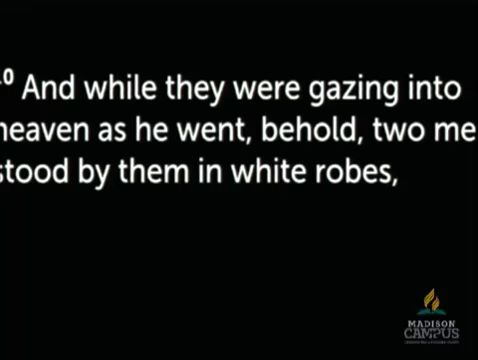 ⁰ And while they were gazing into
heaven as he went, behold, two me
stood by them in white robes,
MADISON
CAMPUS